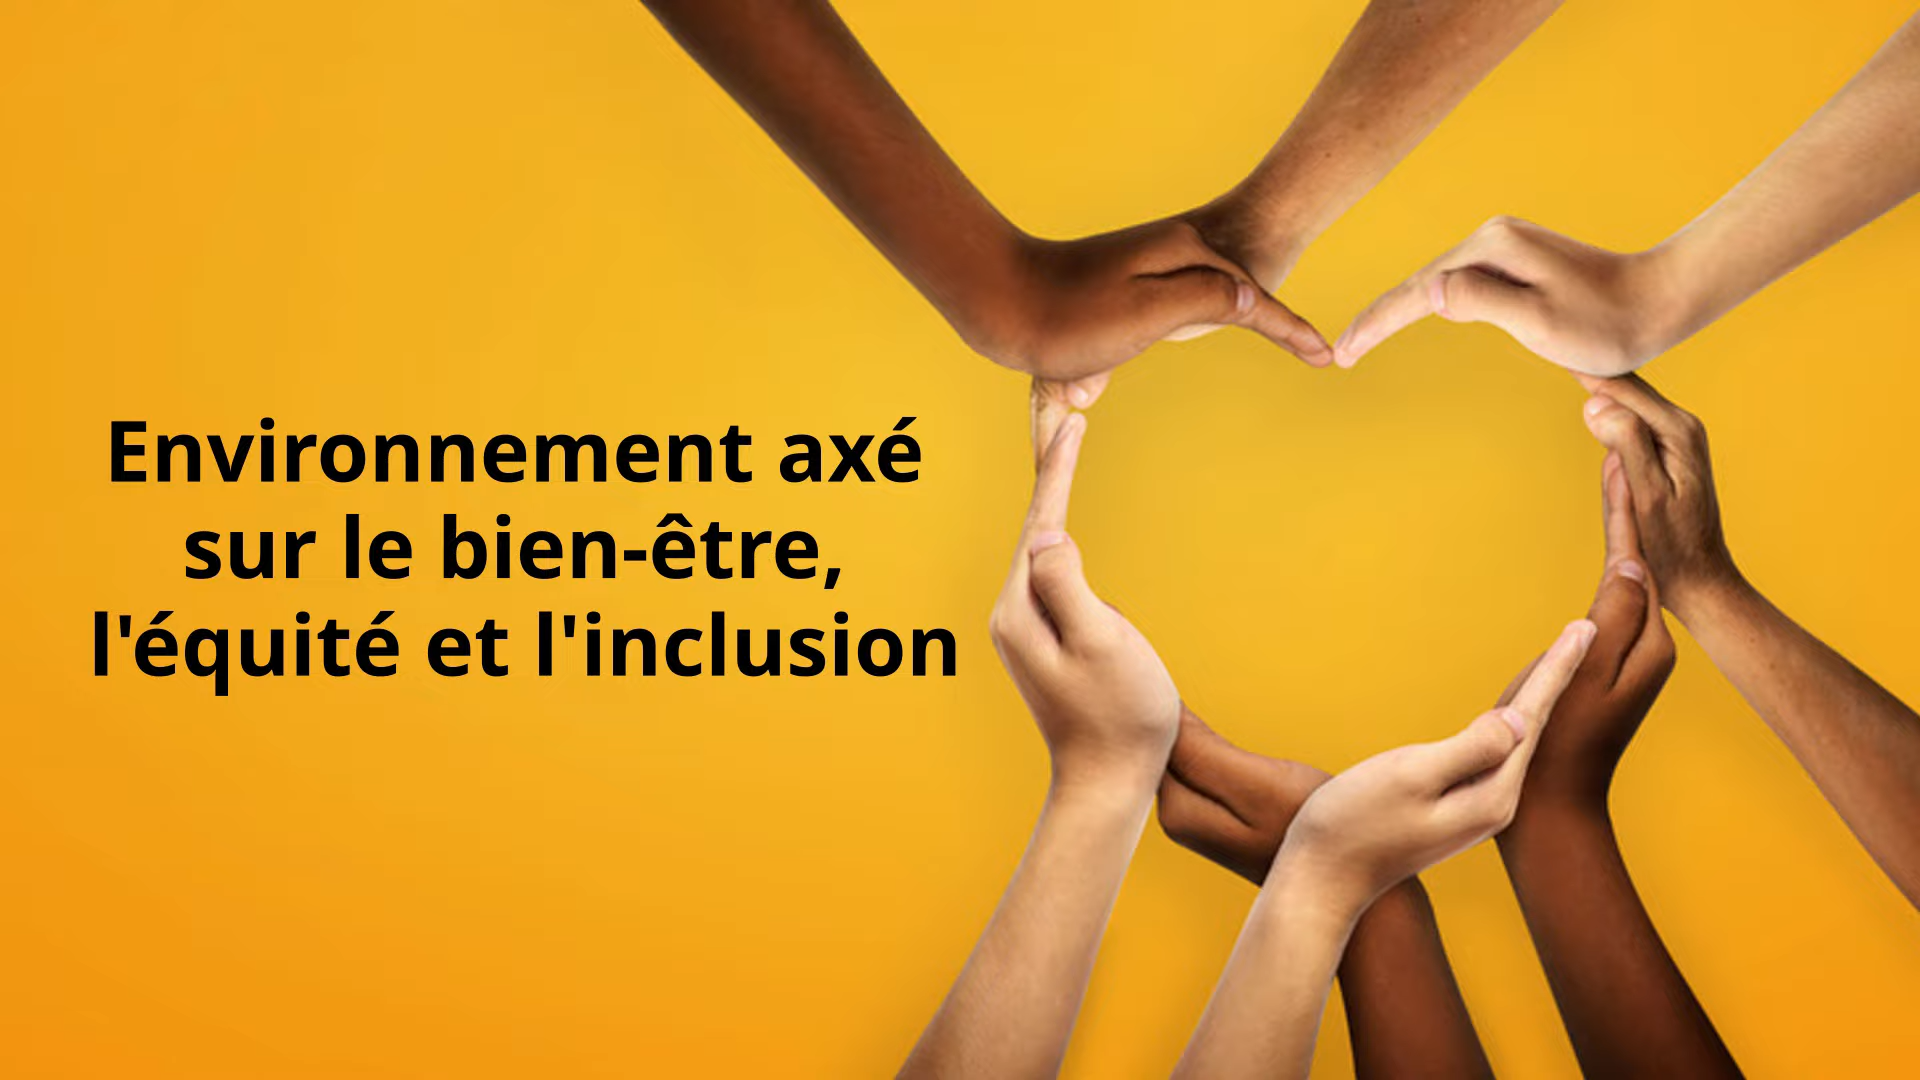 Environnement axé
sur le bien-être,
l'équité et l'inclusion